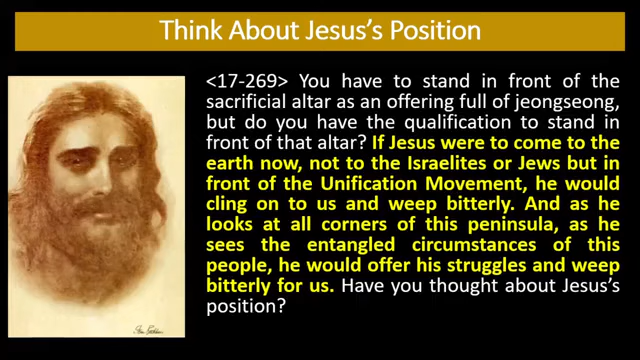 Think About Jesus's Position
<17-269> You have to stand in front of the
sacrificial altar as an offering full of jeongseong,
but do you have the qualification to stand in
front of that altar? If Jesus were to come to the
earth now, not to the Israelites or Jews but in
front of the Unification Movement, he would
cling on to us and weep bitterly. And as he
looks at all corners of this peninsula, as he
sees the entangled circumstances of this
people, he would offer his struggles and weep
bitterly for us. Have you thought about Jesus's
position?